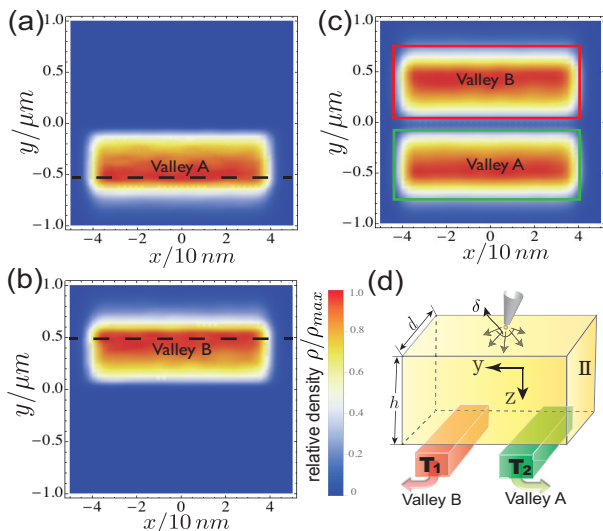 (a)
1.0
0.5
0.0
−0.5
−1.0
y/μm
Valley A
−4 −2 0 2 4
x/10 nm
(b)
1.0
0.5
0.0
0.5
−1.0
y/μm
Valley B
−4 −2 0 2 4
x/10 nm
relative density ρ/ρmax
1.0
0.8
0.6
0.4
0.2
0
(c)
1.0
0.5
0.0
−0.5
−1.0
y/μm
Valley B
Valley A
−4 −2 0 2 4
x/10 nm
(d)
d
δ
h
y
z
II
T1
T2
Valley B
Valley A